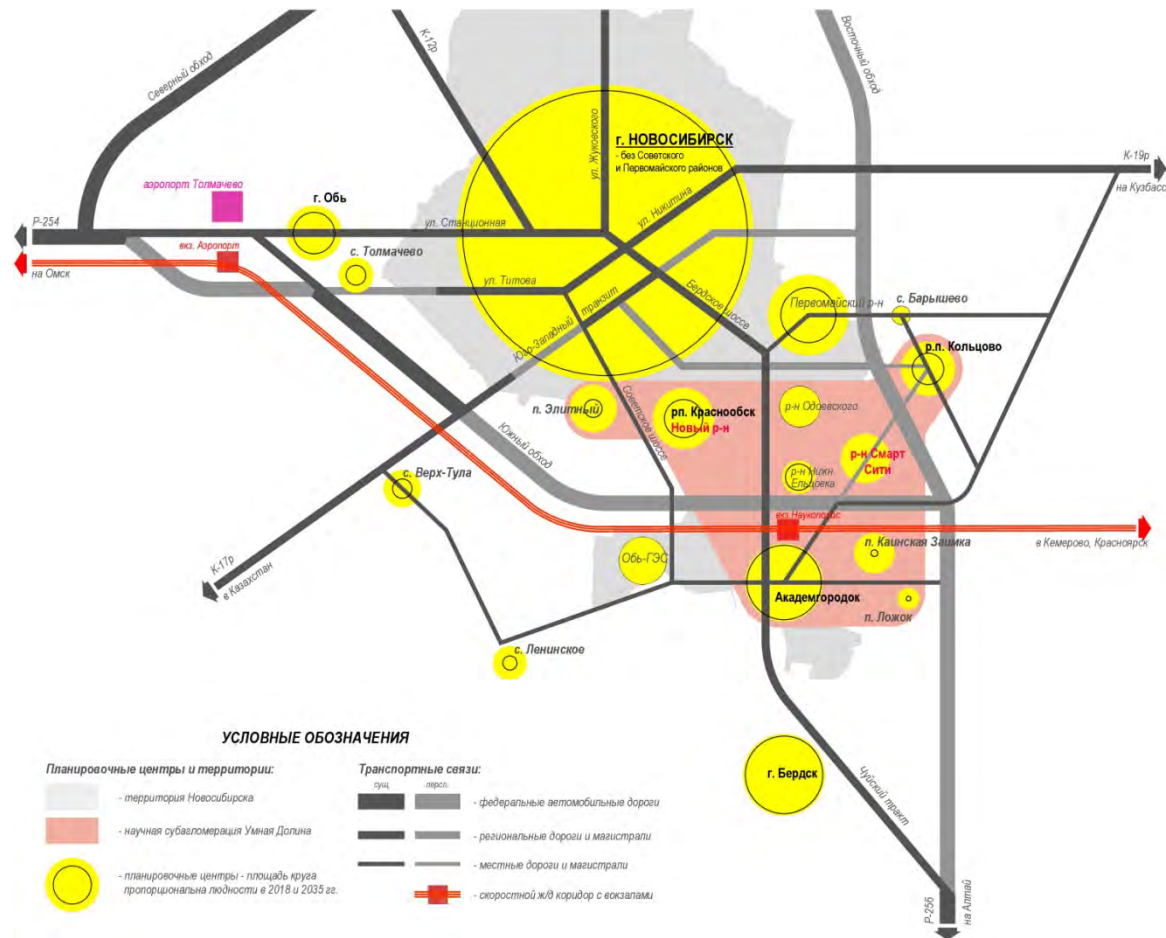 Северный обход
К-12р
ул. Жуковского
Восточный обход
г. НОВОСИБИРСК
- без Советского
и Первомайского районов
К-19р
на Кузбасс
аэропорт Толмачево
г. Обь
ул. Никитина
Р-254
ул. Станционная
вкз. Аэропорт
с. Толмачево
на Омск
ул. Титова
Бердское шоссе
Юго-Западный транзит
Первомайский р-н
с. Барышево
рп. Кольцово
п. Элитный
рп. Краснообск
Новый р-н
р-н Одоевского
Советское шоссе
Южный обход
р-н Смарт
Сити
с. Верх-Тула
р-н Нижн
Ельцовка
вкз Наукополис
в Кемерово, Красноярск
п. Каинская Заимка
Обь-ГЭС
К-17р
в Казахстан
Академгородок
п. Ложок
с. Ленинское
г. Бердск
Чуйский тракт
Р-256
на Алтай
УСЛОВНЫЕ ОБОЗНАЧЕНИЯ
Планировочные центры и территории:
- территория Новосибирска
- научная субагломерация Умная Долина
- планировочные центры - площадь круга
пропорциональна людности в 2018 и 2035 гг.
Транспортные связи:
сущ. персп.
- федеральные автомобильные дороги
- региональные дороги и магистрали
- местные дороги и магистрали
- скоростной ж/д коридор с вокзалами